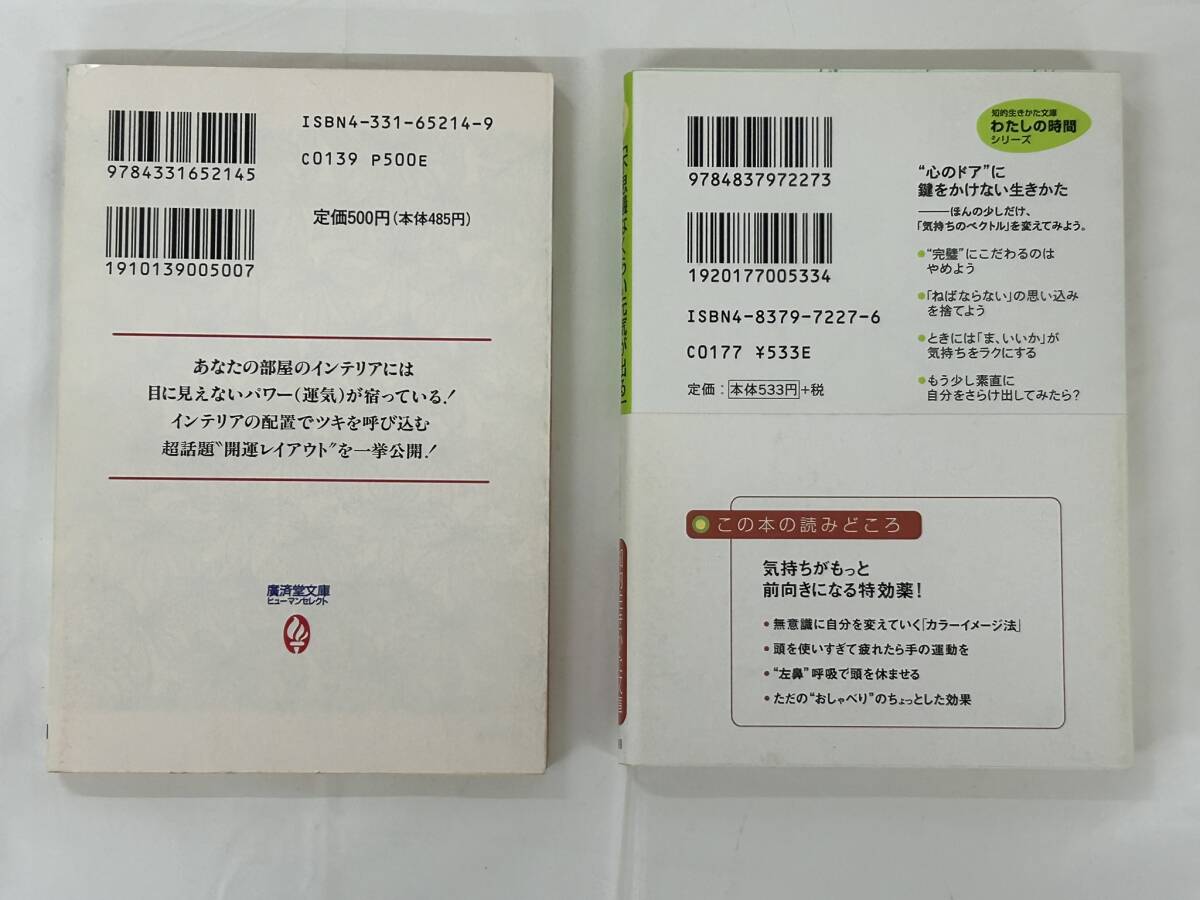 ISBN4-331-65214-9
9784331652145
C0139 P500E
定価500円(本体485円)
1910139005007
あなたの部屋のインテリアには
目に見えないパワー(運気)が宿っている!
インテリアの配置でツキを呼び込む
超話題〝開運レイアウト〟を一挙公開!
廣済堂文庫
ヒューマンセレクト
9784837972273
1920177005334
ISBN4-8379-7227-6
C0177 ¥533E
定価:本体533円+税
知的生きかた文庫
わたしの時間
シリーズ
“心のドア”に
鍵をかけない生きかた
――ほんの少しだけ、
「気持ちのベクトル」を変えてみよう。
●“完璧”にこだわるのは
やめよう
●「ねばならない」の思い込み
を捨てよう
●ときには「ま、いいか」が
気持ちをラクにする
●もう少し素直に
自分をさらけ出してみたら?
この本の読みどころ
気持ちがもっと
前向きになる特効薬!
●無意識に自分を変えていく「カラーイメージ法」
●頭を使いすぎて疲れたら手の運動を
●“左鼻”呼吸で頭を休ませる
●ただの“おしゃべり”のちょっとした効果